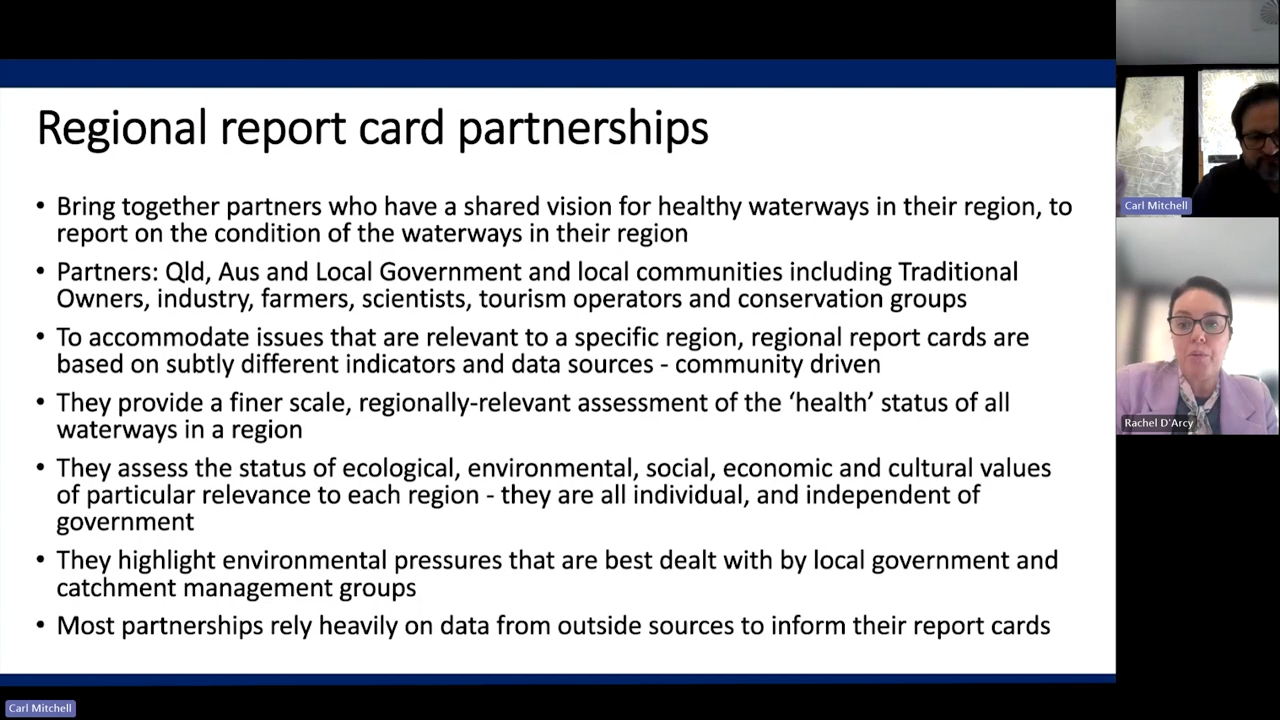 Regional report card partnerships
• Bring together partners who have a shared vision for healthy waterways in their region, to
report on the condition of the waterways in their region
• Partners: Qld, Aus and Local Government and local communities including Traditional
Owners, industry, farmers, scientists, tourism operators and conservation groups
• To accommodate issues that are relevant to a specific region, regional report cards are
based on subtly different indicators and data sources - community driven
• They provide a finer scale, regionally-relevant assessment of the ‘health’ status of all
waterways in a region
• They assess the status of ecological, environmental, social, economic and cultural values
of particular relevance to each region - they are all individual, and independent of
government
• They highlight environmental pressures that are best dealt with by local government and
catchment management groups
• Most partnerships rely heavily on data from outside sources to inform their report cards
Carl Mitchell
Rachel D'Arcy
Carl Mitchell